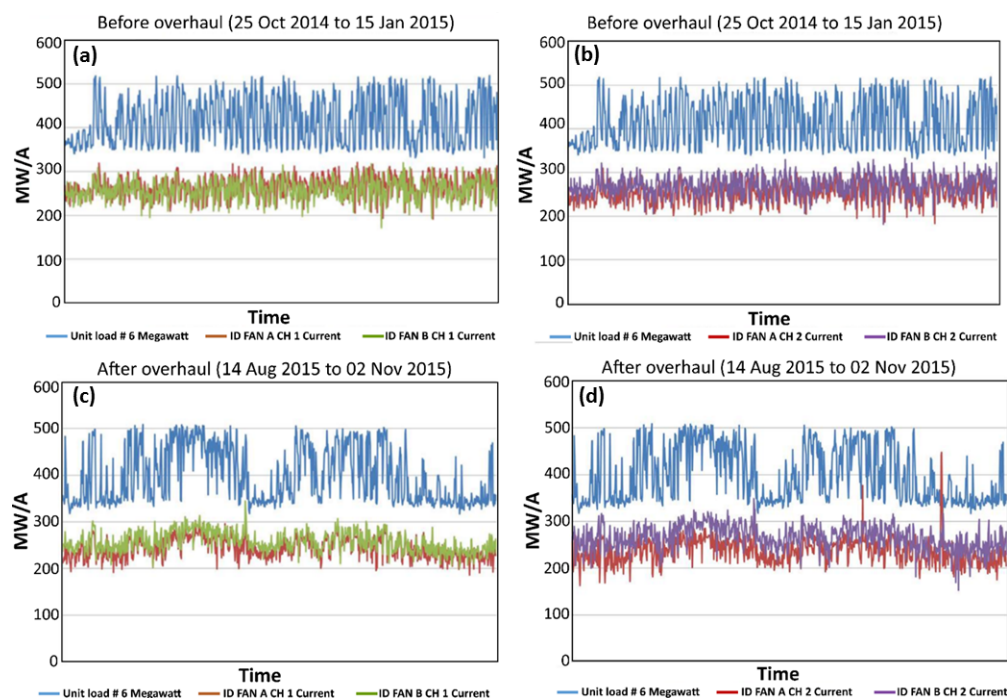 Before overhaul (25 Oct 2014 to 15 Jan 2015)
600
(a)
500
400
300
200
100
0
MW/A
Time
Unit load # 6 Megawatt ID FAN A CH 1 Current ID FAN B CH 1 Current
Before overhaul (25 Oct 2014 to 15 Jan 2015)
600
(b)
500
400
300
200
100
0
MW/A
Time
Unit load # 6 Megawatt ID FAN A CH 2 Current ID FAN B CH 2 Current
After overhaul (14 Aug 2015 to 02 Nov 2015)
600
(c)
500
400
300
200
100
0
MW/A
Time
Unit load # 6 Megawatt ID FAN A CH 1 Current ID FAN B CH 1 Current
After overhaul (14 Aug 2015 to 02 Nov 2015)
600
(d)
500
400
300
200
100
0
MW/A
Time
Unit load # 6 Megawatt ID FAN A CH 2 Current ID FAN B CH 2 Current